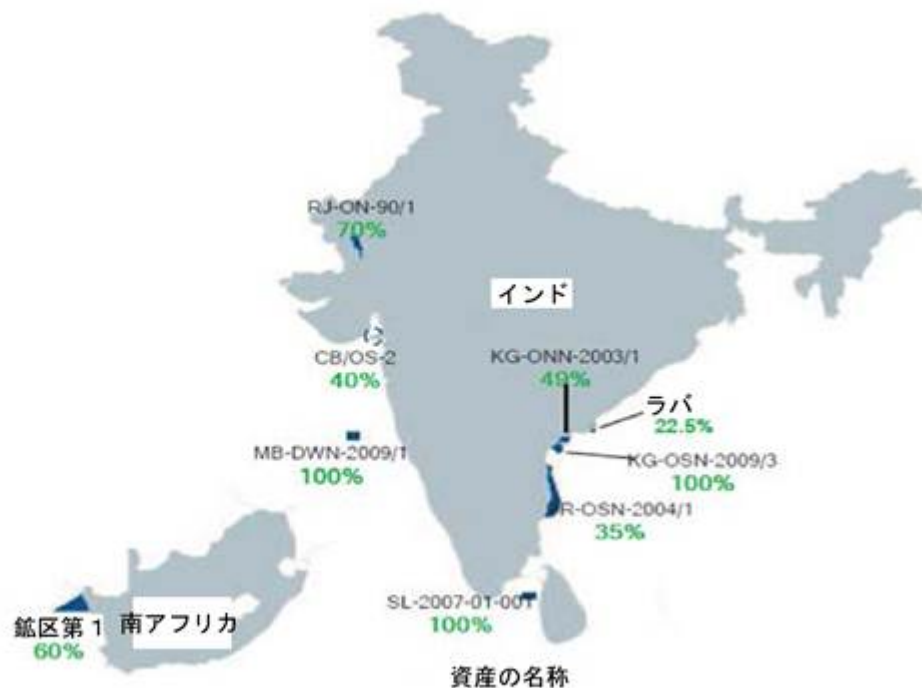 RJ-ON-90/1
70%
インド
CB/OS-2
40%
KG-ONN-2003/1
49%
ラバ
22.5%
MB-DWN-2009/1
100%
KG-OSN-2009/3
100%
R-OSN-2004/1
35%
SL-2007-01-001
100%
鉱区第1
60%
南アフリカ
資産の名称